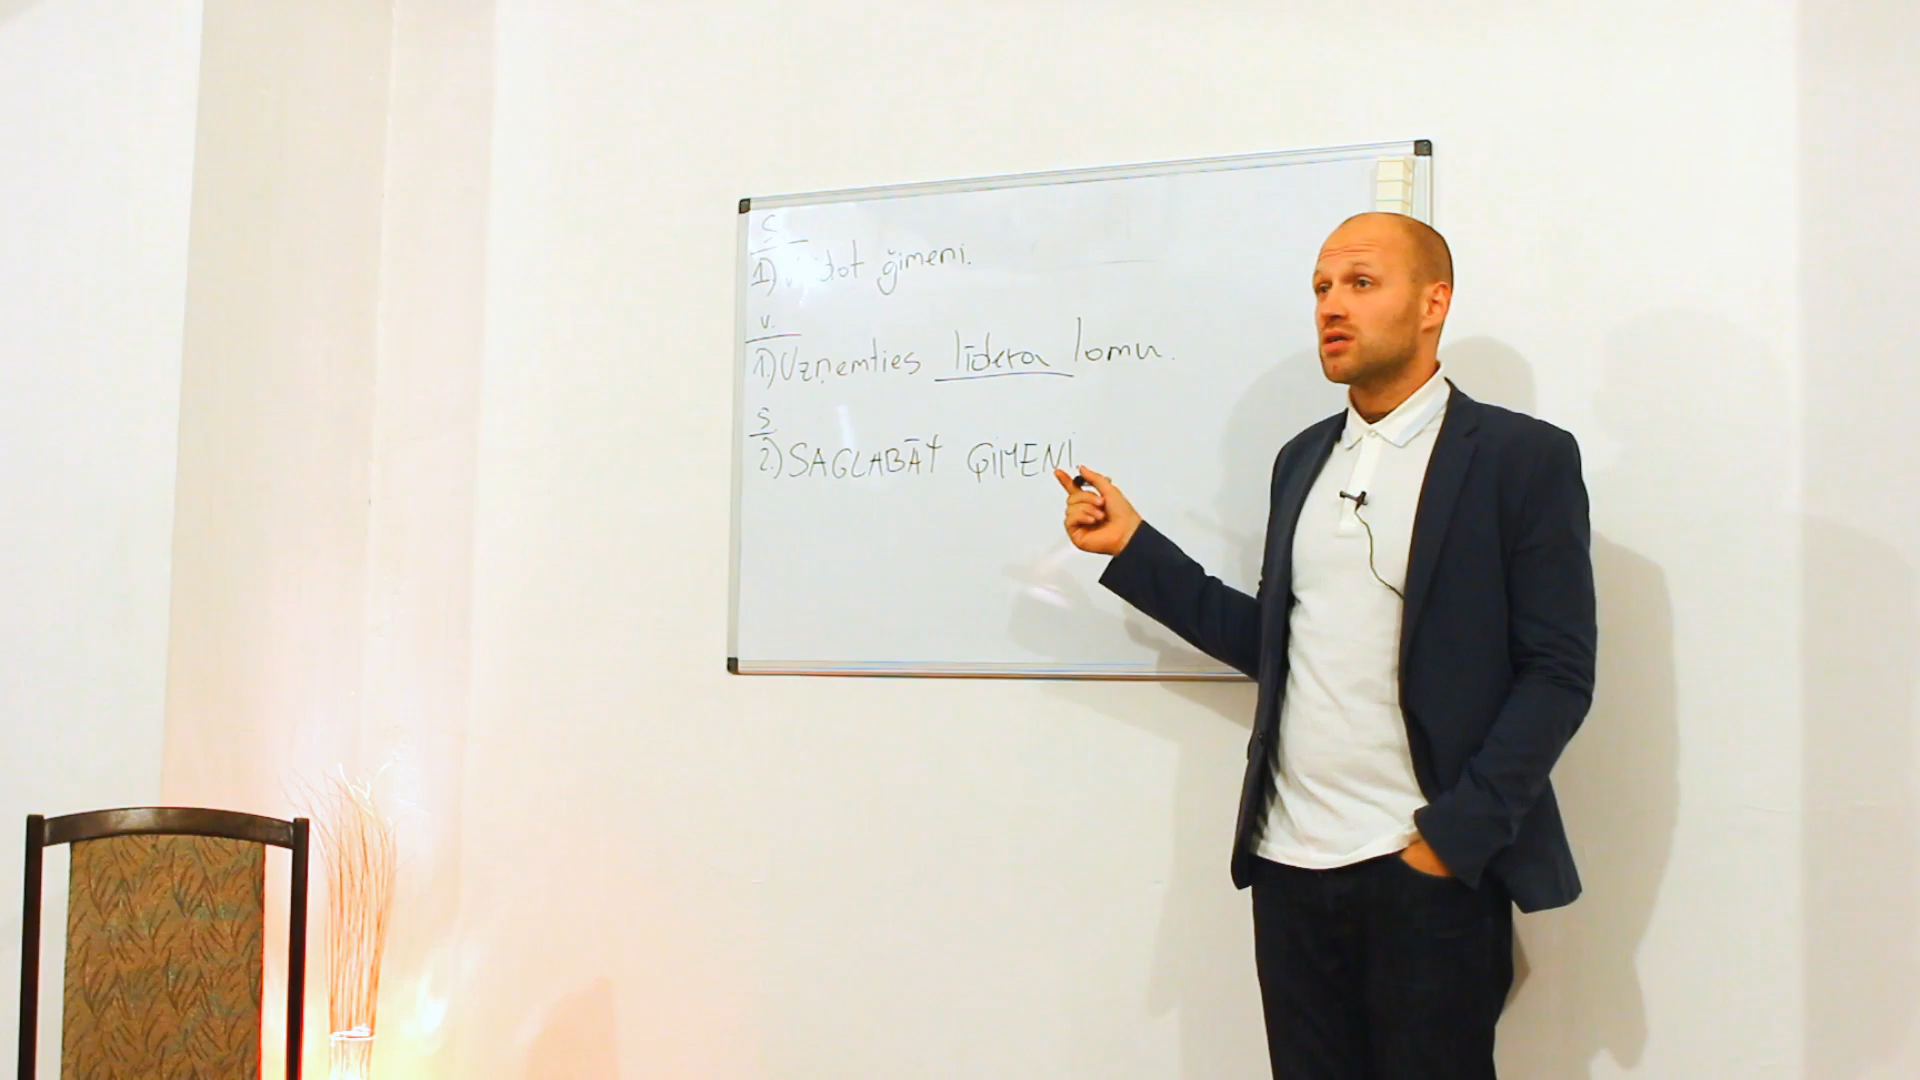 S
1) ģimeni.
V.
1) Uzņemties līdera lomu.
S
2.) SAGLABĀT ĢIMENI.